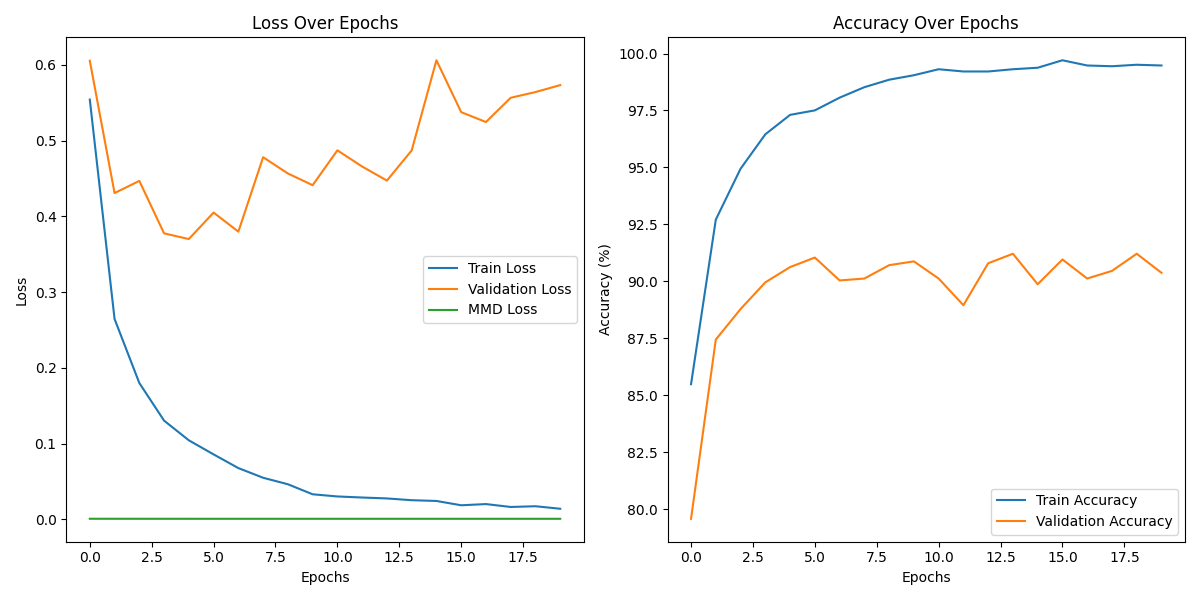 Loss Over Epochs
Loss
0.6
0.5
0.4
0.3
0.2
0.1
0.0
Train Loss
Validation Loss
MMD Loss
0.0 2.5 5.0 7.5 10.0 12.5 15.0 17.5
Epochs
Accuracy Over Epochs
Accuracy (%)
100.0
97.5
95.0
92.5
90.0
87.5
85.0
82.5
80.0
Train Accuracy
Validation Accuracy
0.0 2.5 5.0 7.5 10.0 12.5 15.0 17.5
Epochs